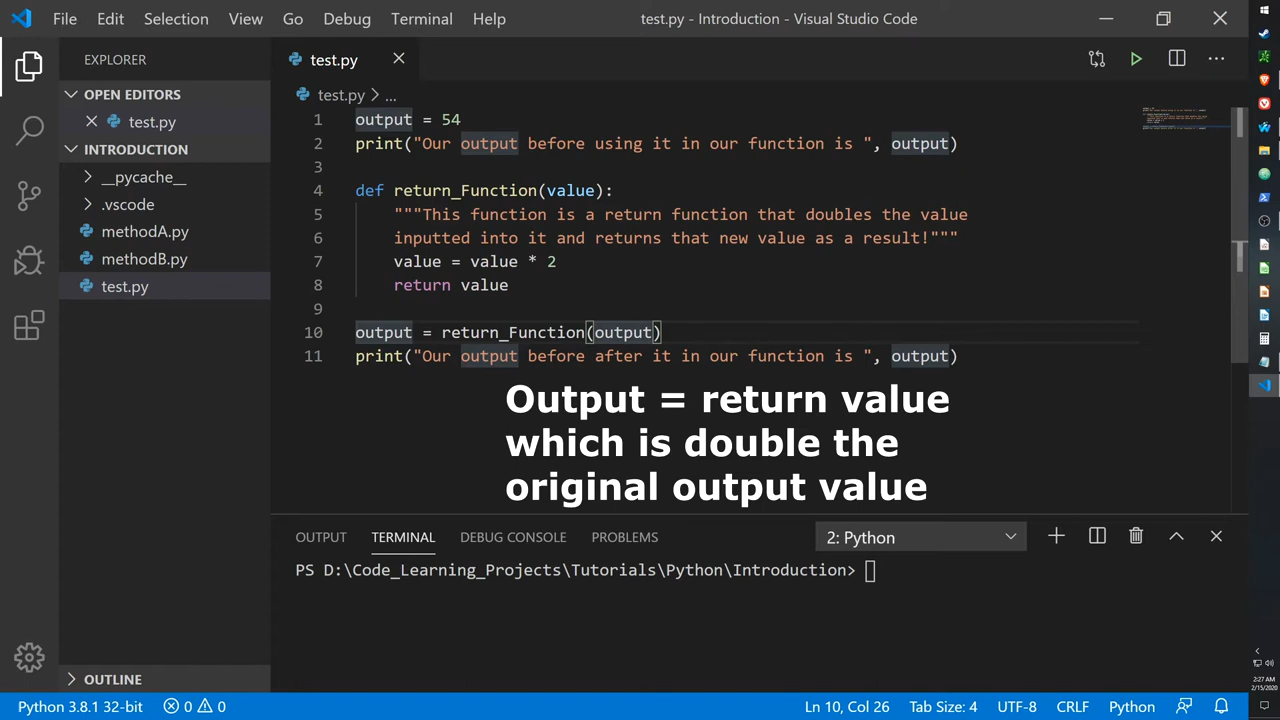 File Edit Selection View Go Debug Terminal Help
test.py - Introduction - Visual Studio Code
EXPLORER
OPEN EDITORS
test.py
INTRODUCTION
__pycache__
.vscode
methodA.py
methodB.py
test.py
OUTLINE
test.py
test.py > ...
1 output = 54
2 print("Our output before using it in our function is ", output)
3
4 def return_Function(value):
5 """This function is a return function that doubles the value
6 inputted into it and returns that new value as a result!"""
7 value = value * 2
8 return value
9
10 output = return_Function(output)
11 print("Our output before after it in our function is ", output)
Output = return value
which is double the
original output value
OUTPUT TERMINAL DEBUG CONSOLE PROBLEMS 2: Python
PS D:\Code_Learning_Projects\Tutorials\Python\Introduction>
Python 3.8.1 32-bit 0 0 Ln 10, Col 26 Tab Size: 4 UTF-8 CRLF Python
2:27 AM
2/15/2020